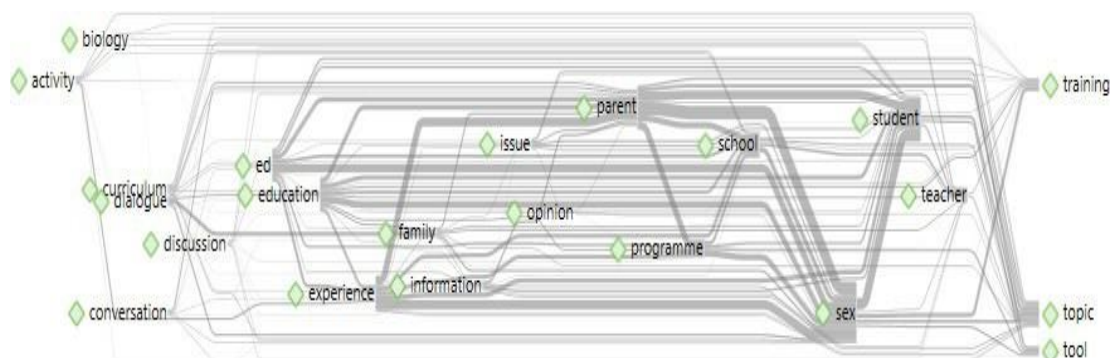 biology
activity
training
parent
student
issue
school
ed
curriculum
education
dialogue
teacher
opinion
family
discussion
programme
information
experience
conversation
sex
topic
tool